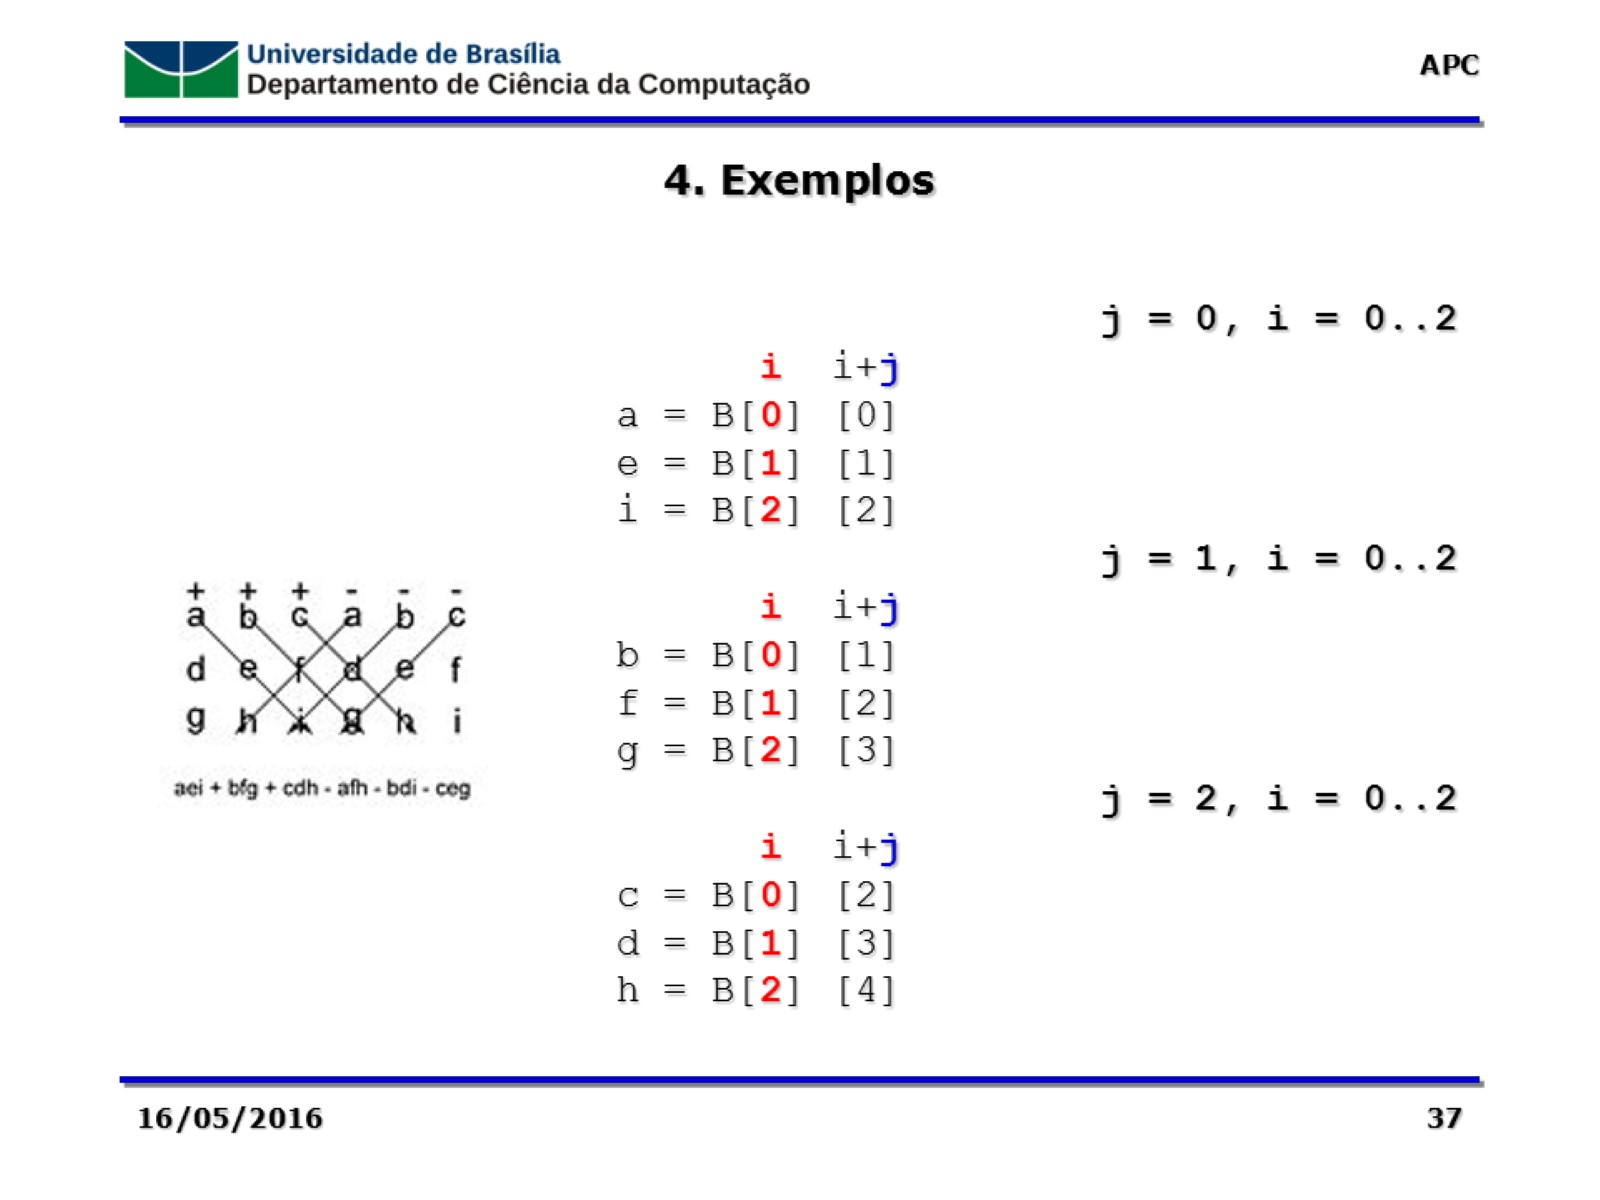 Universidade de Brasília
Departamento de Ciência da Computação
APC
4. Exemplos
j = 0, i = 0..2
i i+j
a = B[0] [0]
e = B[1] [1]
i = B[2] [2]
j = 1, i = 0..2
i i+j
b = B[0] [1]
f = B[1] [2]
g = B[2] [3]
j = 2, i = 0..2
i i+j
c = B[0] [2]
d = B[1] [3]
h = B[2] [4]
+ + + - - -
a b c a b c
d e f d e f
g h i g h i
aei + bfg + cdh - afh - bdi - ceg
16/05/2016
37